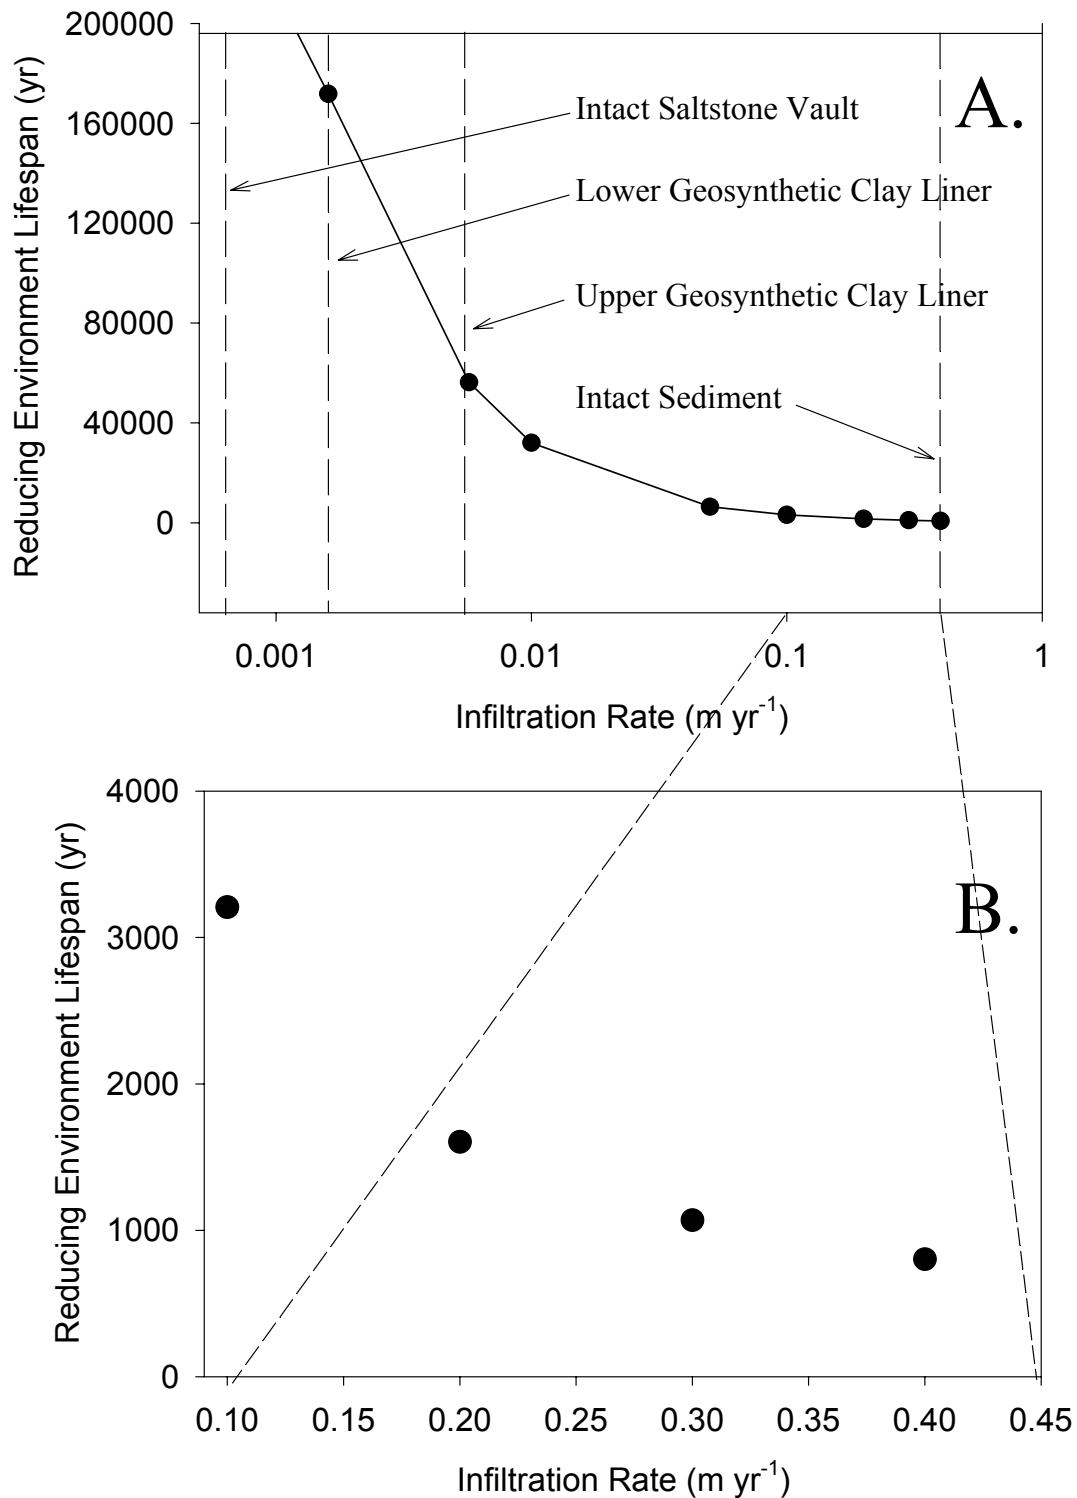 200000
160000
120000
80000
40000
0
Reducing Environment Lifespan (yr)
A.
Intact Saltstone Vault
Lower Geosynthetic Clay Liner
Upper Geosynthetic Clay Liner
Intact Sediment
0.001 0.01 0.1 1
Infiltration Rate (m yr-1)
4000
3000
2000
1000
0
Reducing Environment Lifespan (yr)
B.
0.10 0.15 0.20 0.25 0.30 0.35 0.40 0.45
Infiltration Rate (m yr-1)